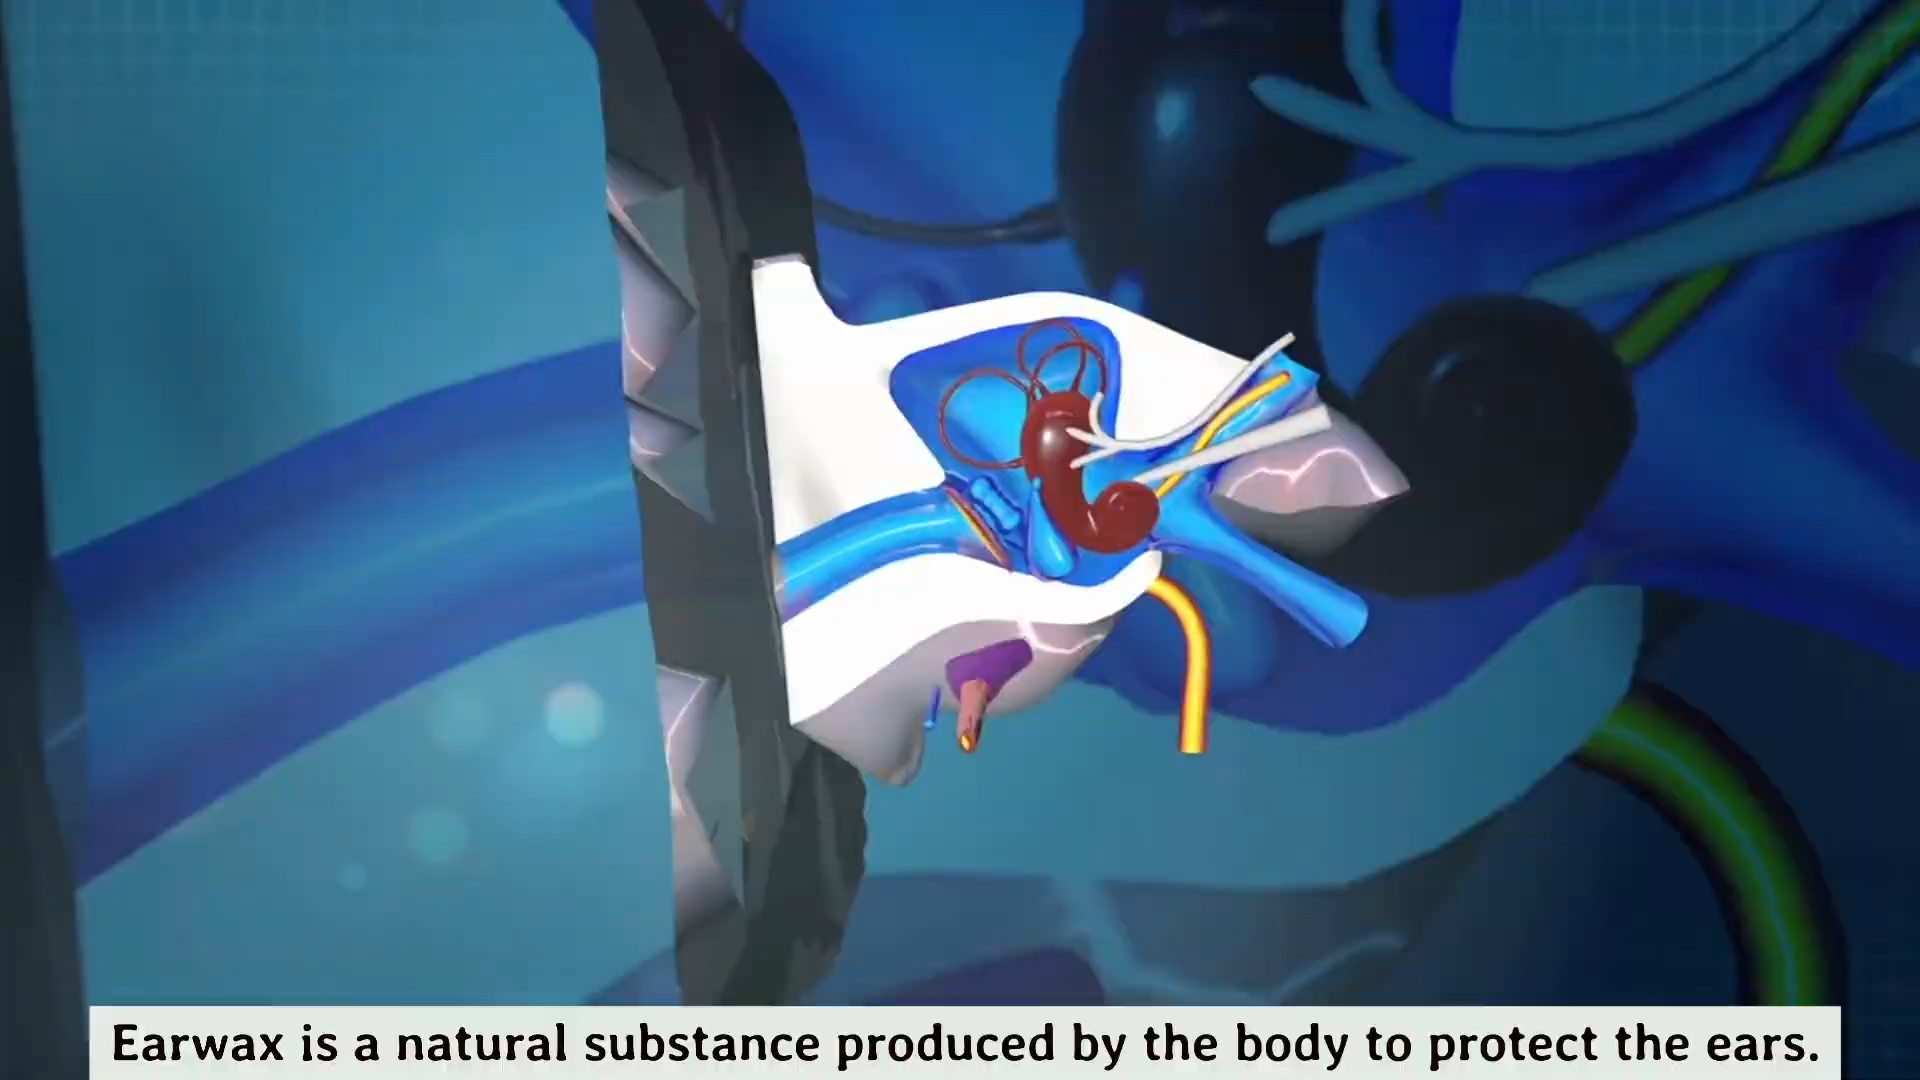 Earwax is a natural substance produced by the body to protect the ears.